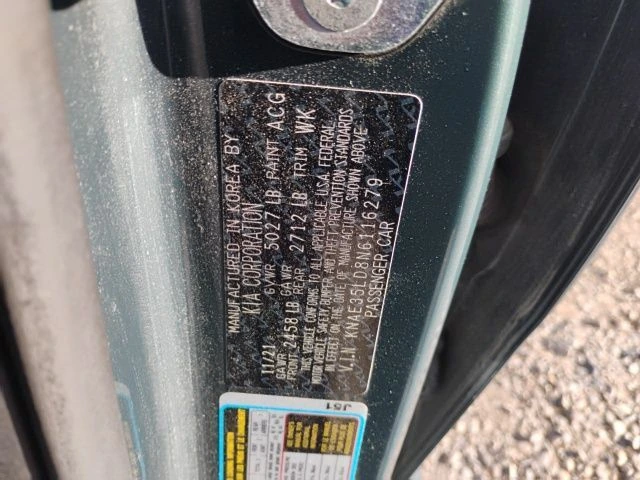 MANUFACTURED IN KOREA BY
KIA CORPORATION
11/21 GVWR 5027 LB PAINT ACG
GAWR FRONT 2458 LB GAWR REAR 2712 LB TRIM WK
THIS VEHICLE CONFORMS TO ALL APPLICABLE U.S.A. FEDERAL
MOTOR VEHICLE SAFETY, BUMPER, AND THEFT PREVENTION STANDARDS
IN EFFECT ON THE DATE OF MANUFACTURE SHOWN ABOVE
V.I.N KNAE35LD8N6116279
PASSENGER CAR
J51